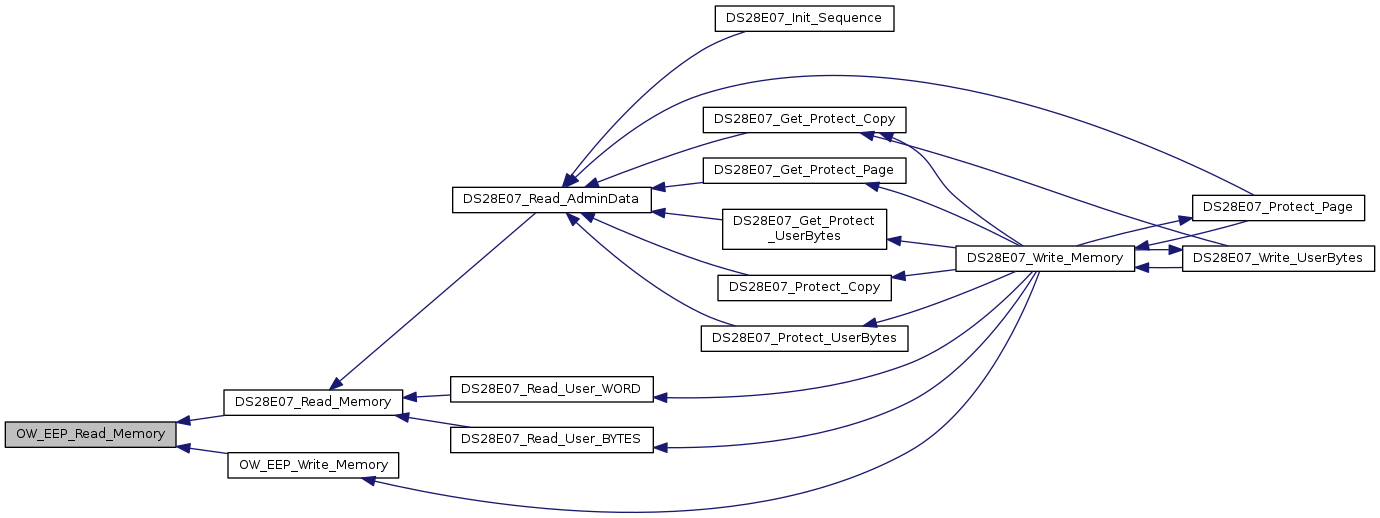 DS28E07_Init_Sequence
DS28E07_Get_Protect_Copy
DS28E07_Get_Protect_Page
DS28E07_Read_AdminData
DS28E07_Protect_Page
DS28E07_Get_Protect
_UserBytes
DS28E07_Write_Memory
DS28E07_Write_UserBytes
DS28E07_Protect_Copy
DS28E07_Protect_UserBytes
DS28E07_Read_User_WORD
DS28E07_Read_Memory
OW_EEP_Read_Memory
DS28E07_Read_User_BYTES
OW_EEP_Write_Memory